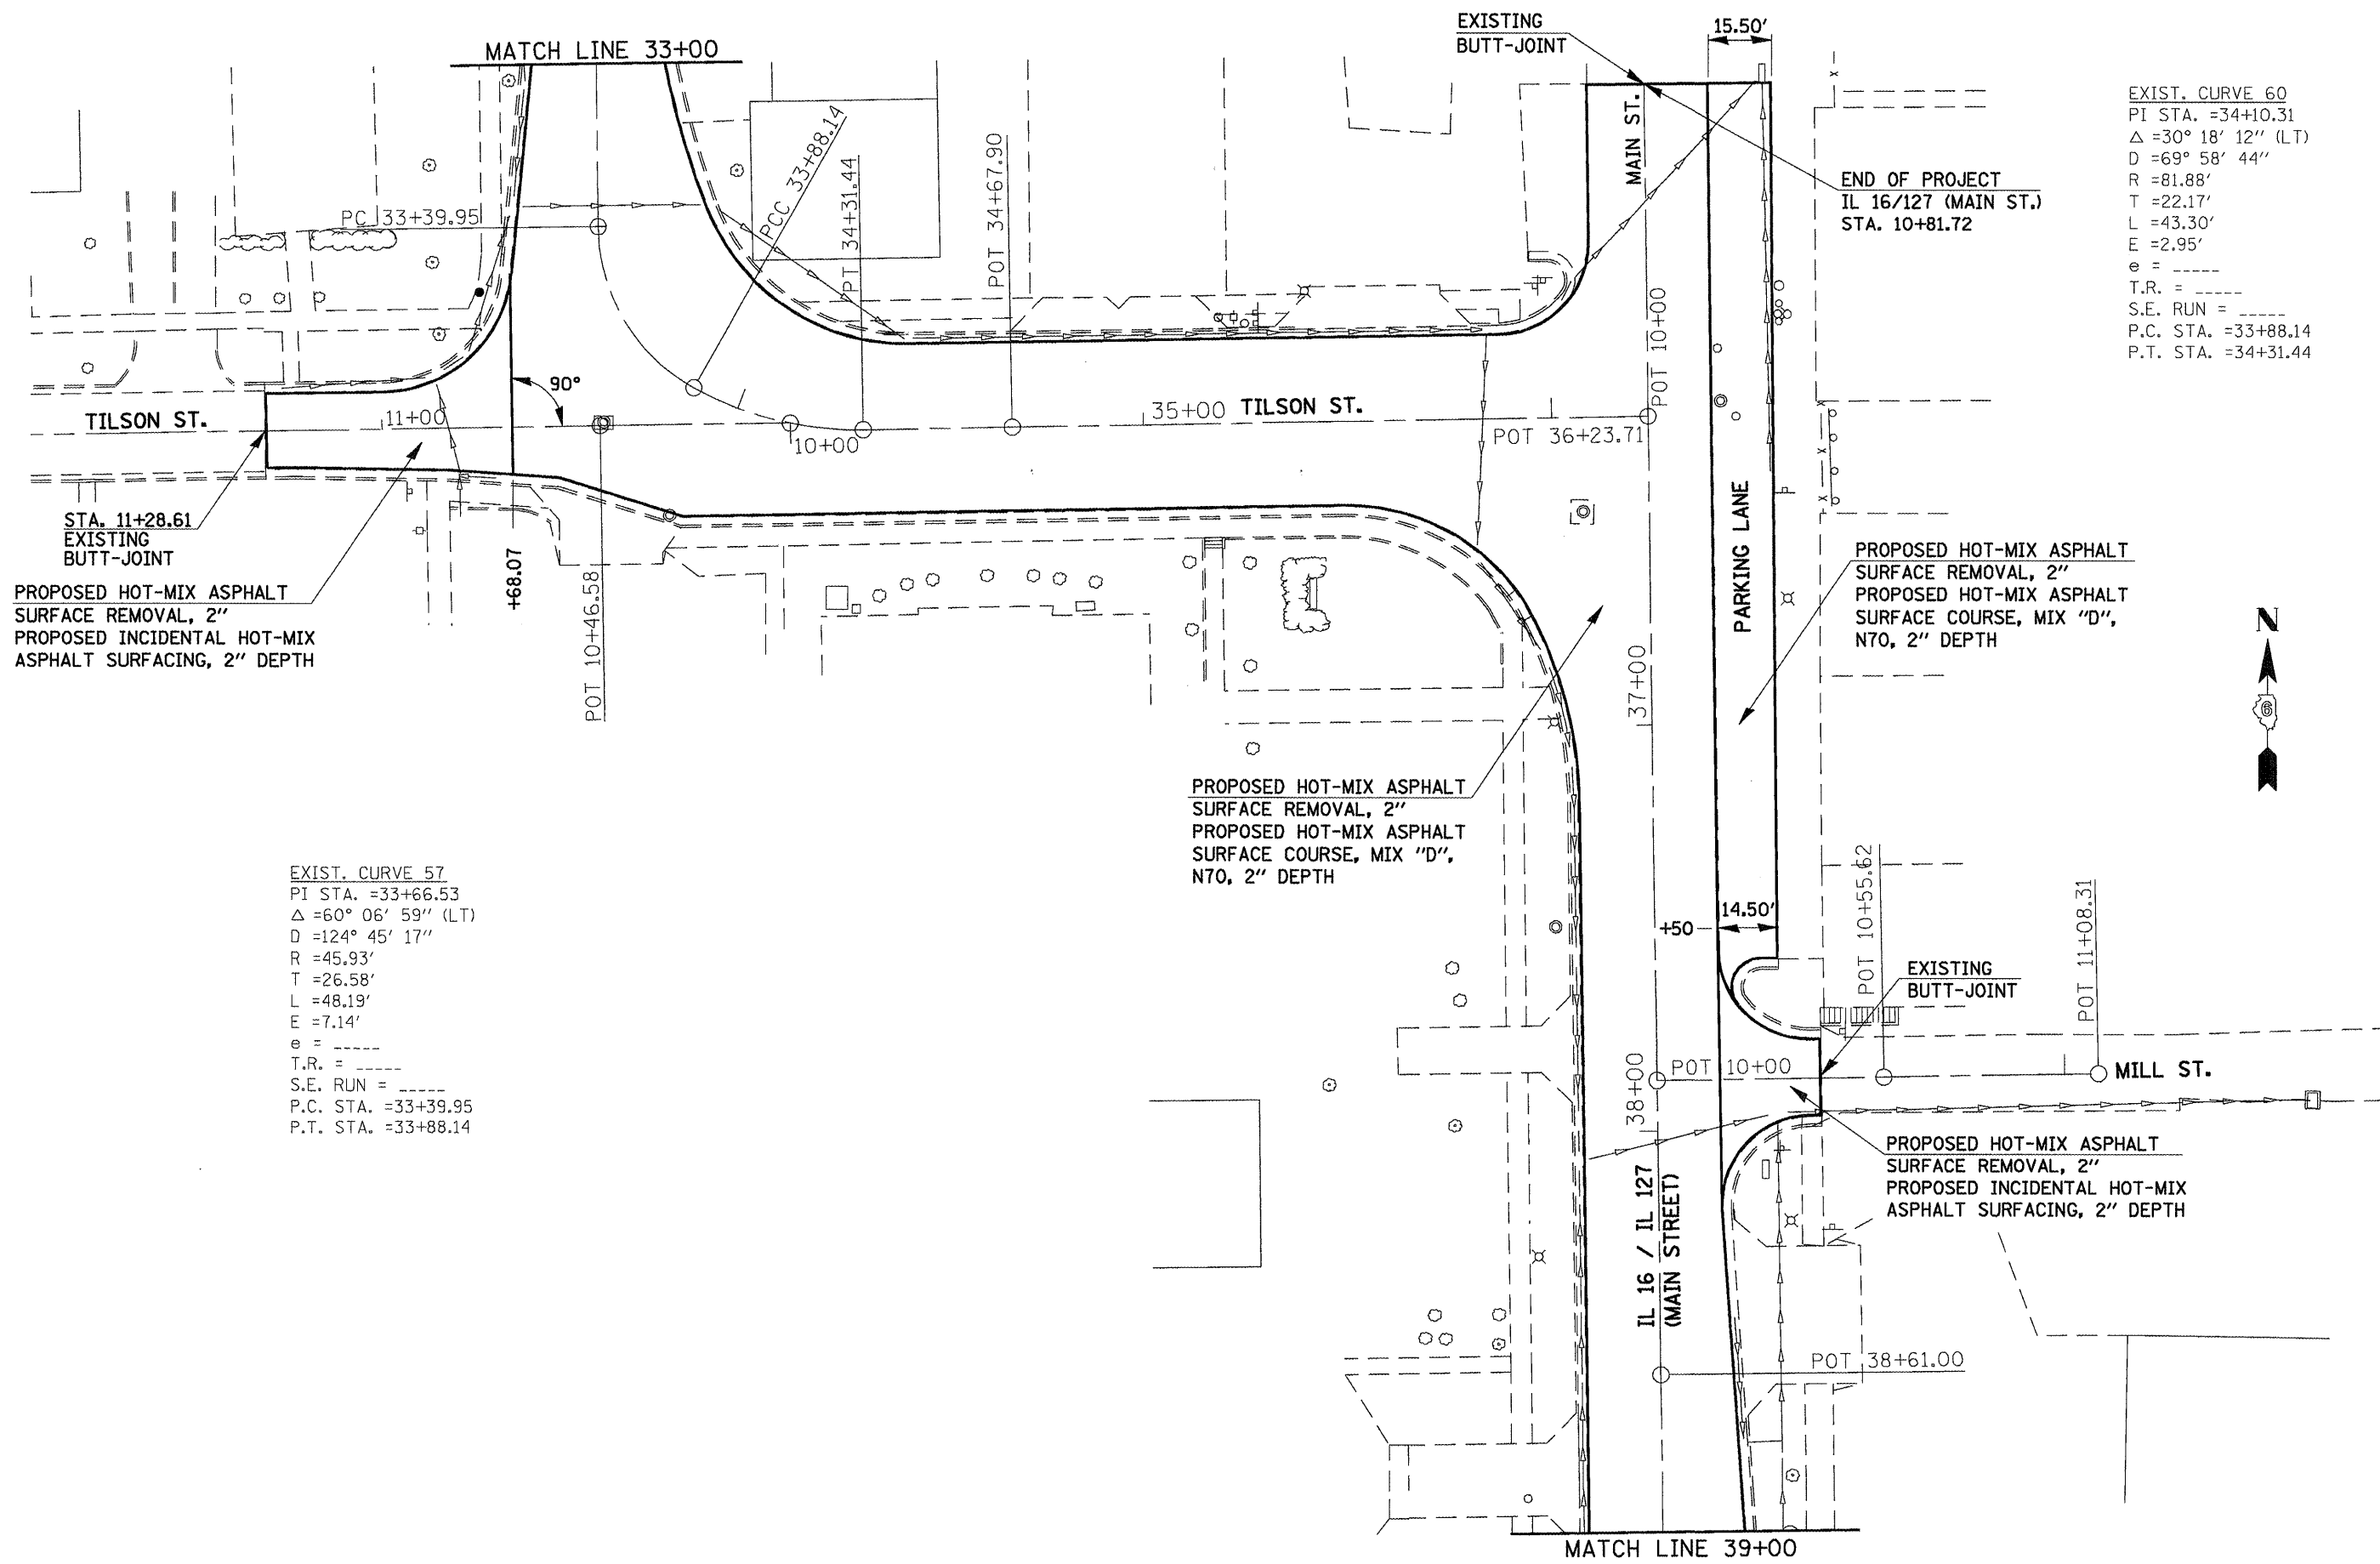 MATCH LINE 33+00
EXISTING
BUTT-JOINT
15.50′
MAIN ST.
END OF PROJECT
IL 16/127 (MAIN ST.)
STA. 10+81.72
EXIST. CURVE 60
PI STA. =34+10.31
Δ =30° 18′ 12″ (LT)
D =69° 58′ 44″
R =81.88′
T =22.17′
L =43.30′
E =2.95′
e = _____
T.R. = _____
S.E. RUN = _____
P.C. STA. =33+88.14
P.T. STA. =34+31.44
PC 33+39.95
PCC 33+88.14
PT 34+31.44
POT 34+67.90
POT 10+00
90°
TILSON ST.
11+00
10+00
35+00
TILSON ST.
POT 36+23.71
STA. 11+28.61
EXISTING
BUTT-JOINT
PROPOSED HOT-MIX ASPHALT
SURFACE REMOVAL, 2″
PROPOSED INCIDENTAL HOT-MIX
ASPHALT SURFACING, 2″ DEPTH
+68.07
POT 10+46.58
PARKING LANE
PROPOSED HOT-MIX ASPHALT
SURFACE REMOVAL, 2″
PROPOSED HOT-MIX ASPHALT
SURFACE COURSE, MIX "D",
N70, 2″ DEPTH
N
6
37+00
PROPOSED HOT-MIX ASPHALT
SURFACE REMOVAL, 2″
PROPOSED HOT-MIX ASPHALT
SURFACE COURSE, MIX "D",
N70, 2″ DEPTH
EXIST. CURVE 57
PI STA. =33+66.53
Δ =60° 06′ 59″ (LT)
D =124° 45′ 17″
R =45.93′
T =26.58′
L =48.19′
E =7.14′
e = _____
T.R. = _____
S.E. RUN = _____
P.C. STA. =33+39.95
P.T. STA. =33+88.14
+50
14.50′
POT 10+55.62
POT 11+08.31
EXISTING
BUTT-JOINT
38+00
POT 10+00
MILL ST.
PROPOSED HOT-MIX ASPHALT
SURFACE REMOVAL, 2″
PROPOSED INCIDENTAL HOT-MIX
ASPHALT SURFACING, 2″ DEPTH
IL 16 / IL 127
(MAIN STREET)
POT 38+61.00
MATCH LINE 39+00